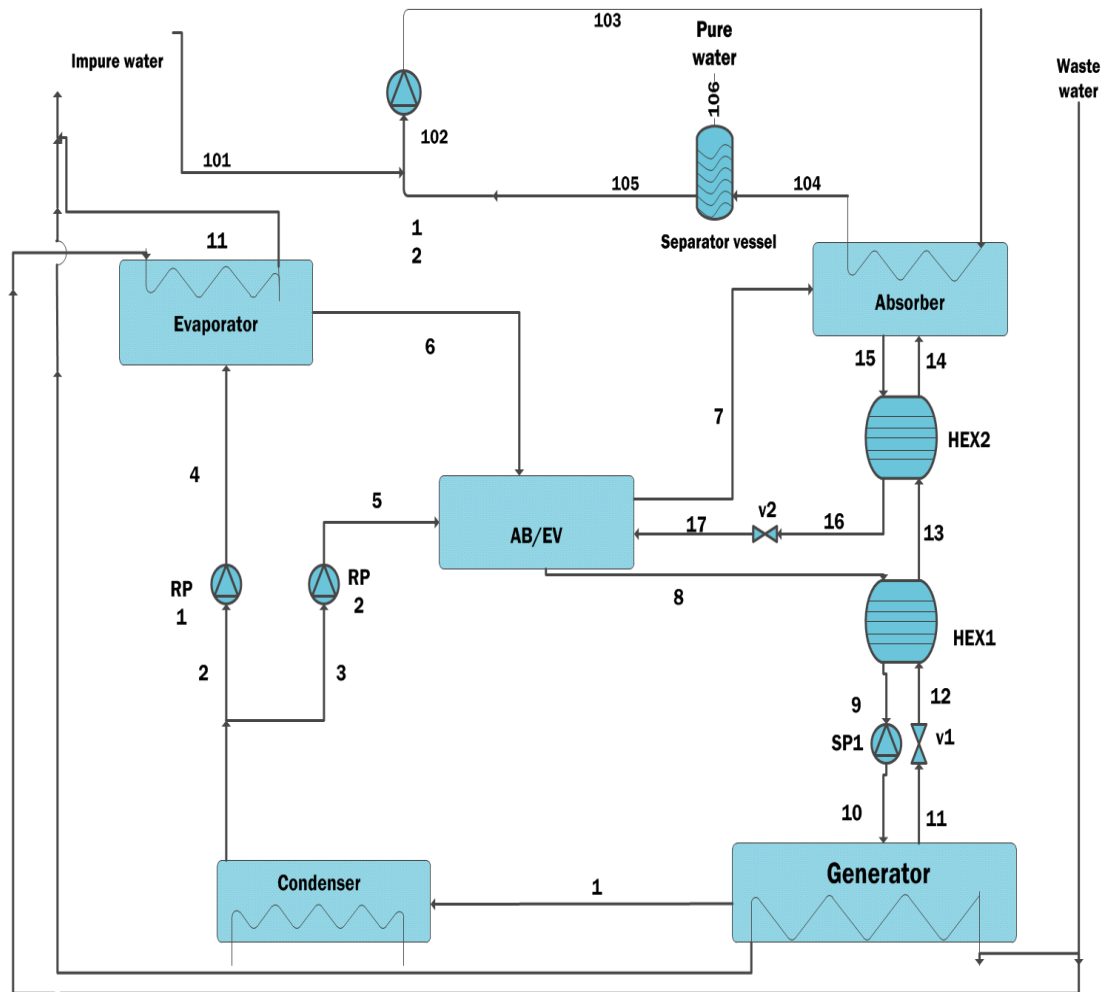 103
Pure
water
Impure water
Waste
water
106
102
101
105
104
1
2
Separator vessel
11
Evaporator
Absorber
6
15
14
7
HEX2
4
5
v2
17
16
13
AB/EV
RP
1
RP
2
8
HEX1
2
3
9
12
SP1
v1
10
11
Generator
Condenser
1